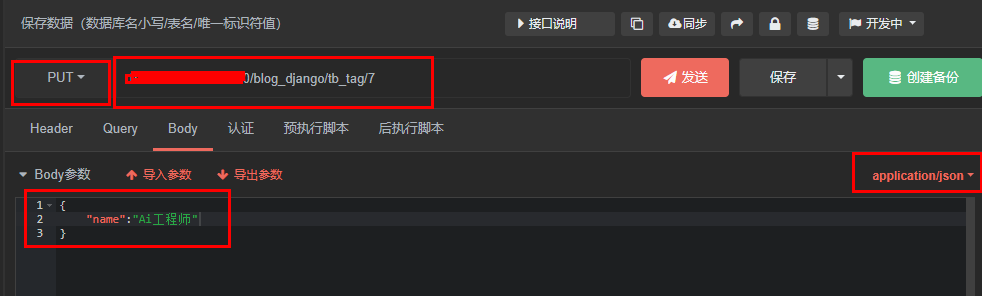 保存数据（数据库名小写/表名/唯一标识符值）
接口说明 同步 开发中
PUT 0/blog_django/tb_tag/7 发送 保存 创建备份
Header Query Body 认证 预执行脚本 后执行脚本
Body参数 导入参数 导出参数 application/json
1 {
2 "name":"Ai工程师"
3 }